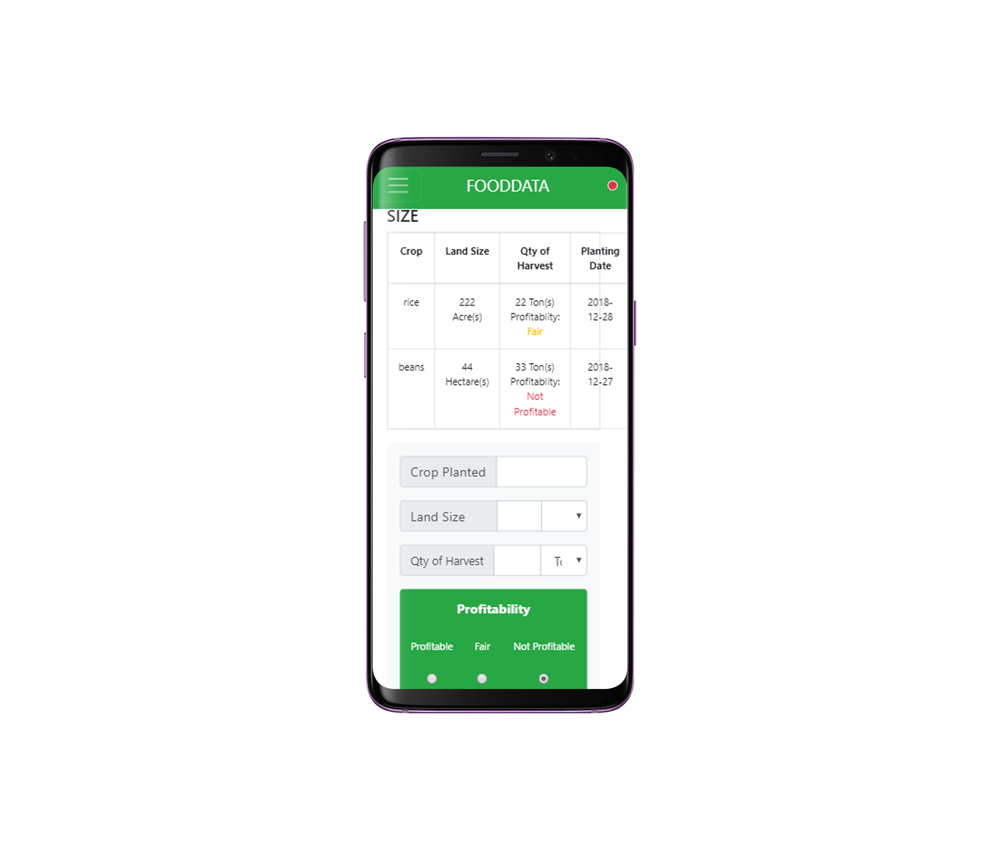 FOODDATA
SIZE
Crop
Land Size
Qty of
Harvest
Planting
Date
rice
222
Acre(s)
22 Ton(s)
Profitablity:
Fair
2018-
12-28
beans
44
Hectare(s)
33 Ton(s)
Profitablity:
Not
Profitable
2018-
12-27
Crop Planted
Land Size
Qty of Harvest
Profitability
Profitable Fair Not Profitable